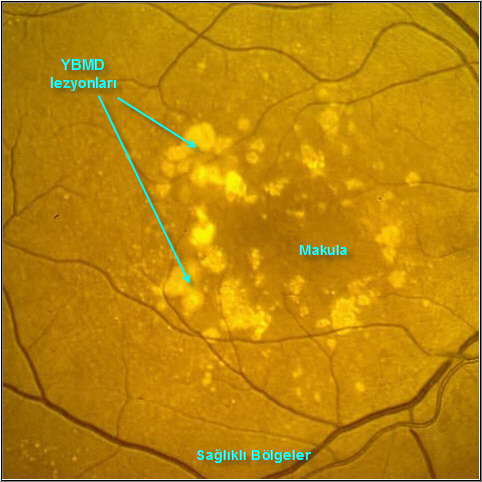 YBMD
lezyonları
Makula
Sağlıklı Bölgeler